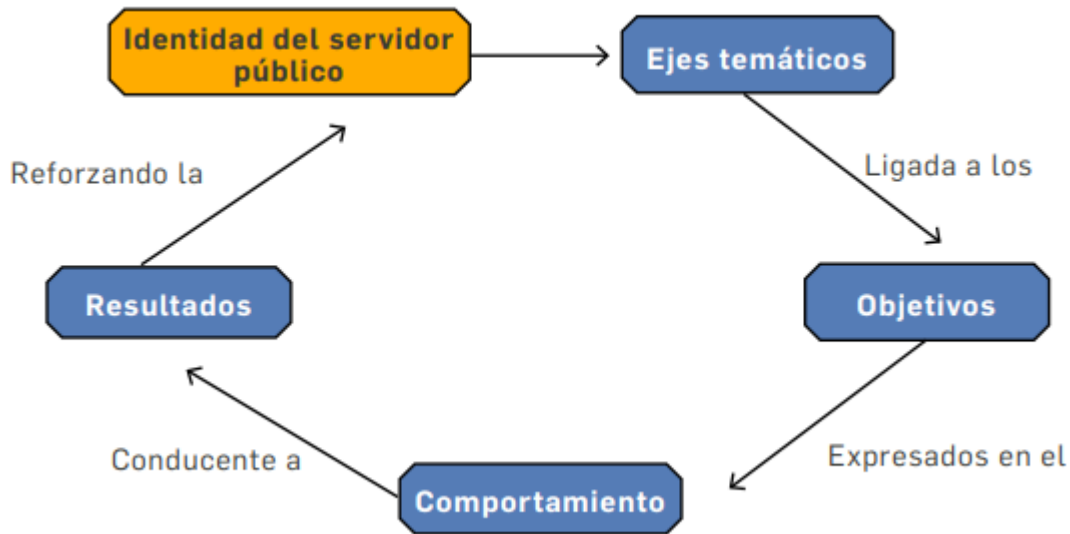 Identidad del servidor
público
Ejes temáticos
Ligada a los
Objetivos
Expresados en el
Comportamiento
Conducente a
Resultados
Reforzando la